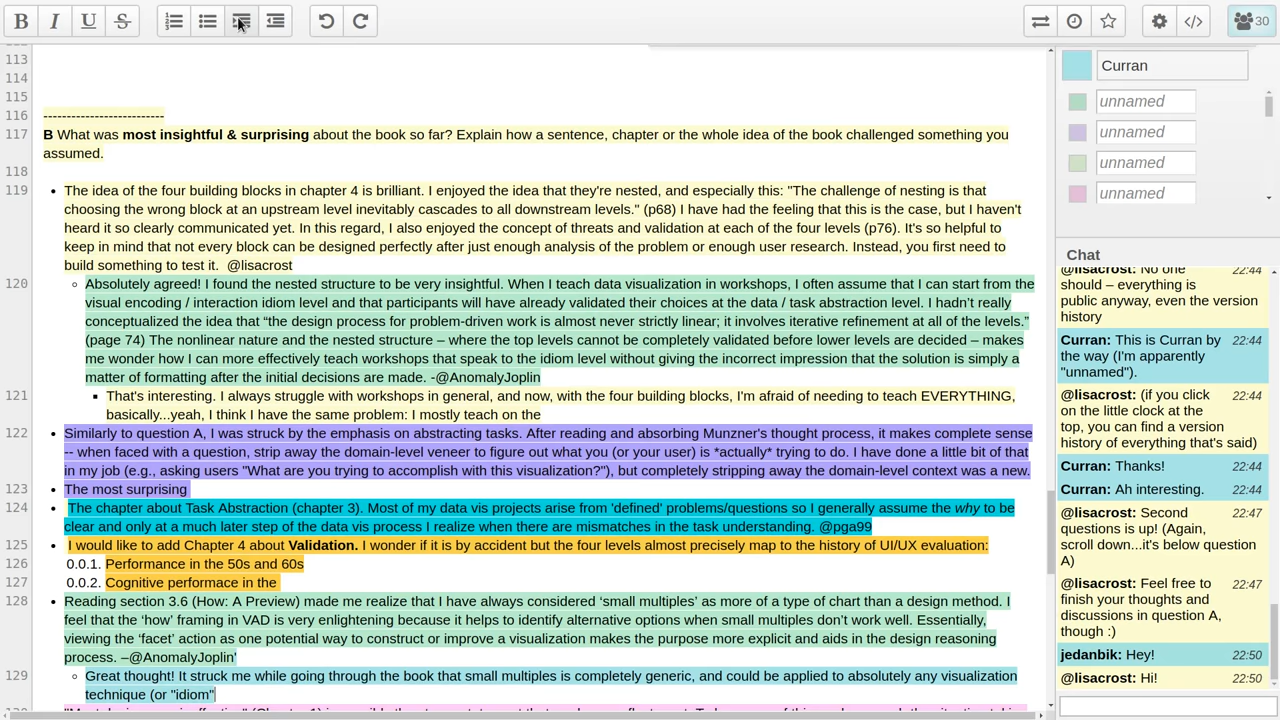 B I U S
30
Curran
unnamed
unnamed
unnamed
unnamed
113
114
115
116 -------------------------
117 B What was most insightful & surprising about the book so far? Explain how a sentence, chapter or the whole idea of the book challenged something you
assumed.
118
119 • The idea of the four building blocks in chapter 4 is brilliant. I enjoyed the idea that they're nested, and especially this: "The challenge of nesting is that
choosing the wrong block at an upstream level inevitably cascades to all downstream levels." (p68) I have had the feeling that this is the case, but I haven't
heard it so clearly communicated yet. In this regard, I also enjoyed the concept of threats and validation at each of the four levels (p76). It's so helpful to
keep in mind that not every block can be designed perfectly after just enough analysis of the problem or enough user research. Instead, you first need to
build something to test it.  @lisacrost
120 ◦ Absolutely agreed! I found the nested structure to be very insightful. When I teach data visualization in workshops, I often assume that I can start from the
visual encoding / interaction idiom level and that participants will have already validated their choices at the data / task abstraction level. I hadn’t really
conceptualized the idea that “the design process for problem-driven work is almost never strictly linear; it involves iterative refinement at all of the levels.”
(page 74) The nonlinear nature and the nested structure – where the top levels cannot be completely validated before lower levels are decided – makes
me wonder how I can more effectively teach workshops that speak to the idiom level without giving the incorrect impression that the solution is simply a
matter of formatting after the initial decisions are made. -@AnomalyJoplin
121 ▪ That's interesting. I always struggle with workshops in general, and now, with the four building blocks, I'm afraid of needing to teach EVERYTHING,
basically...yeah, I think I have the same problem: I mostly teach on the
122 • Similarly to question A, I was struck by the emphasis on abstracting tasks. After reading and absorbing Munzner's thought process, it makes complete sense
-- when faced with a question, strip away the domain-level veneer to figure out what you (or your user) is *actually* trying to do. I have done a little bit of that
in my job (e.g., asking users "What are you trying to accomplish with this visualization?"), but completely stripping away the domain-level context was a new.
123 • The most surprising
124 • The chapter about Task Abstraction (chapter 3). Most of my data vis projects arise from 'defined' problems/questions so I generally assume the why to be
clear and only at a much later step of the data vis process I realize when there are mismatches in the task understanding. @pga99
125 • I would like to add Chapter 4 about Validation. I wonder if it is by accident but the four levels almost precisely map to the history of UI/UX evaluation:
126 0.0.1. Performance in the 50s and 60s
127 0.0.2. Cognitive performace in the
128 • Reading section 3.6 (How: A Preview) made me realize that I have always considered ‘small multiples’ as more of a type of chart than a design method. I
feel that the ‘how’ framing in VAD is very enlightening because it helps to identify alternative options when small multiples don’t work well. Essentially,
viewing the ‘facet’ action as one potential way to construct or improve a visualization makes the purpose more explicit and aids in the design reasoning
process. –@AnomalyJoplin'
129 ◦ Great thought! It struck me while going through the book that small multiples is completely generic, and could be applied to absolutely any visualization
technique (or "idiom"
Chat
@lisacrost: No one 22:44
should – everything is
public anyway, even the version
history
Curran: This is Curran by 22:44
the way (I'm apparently
"unnamed").
@lisacrost: (if you click 22:44
on the little clock at the
top, you can find a version
history of everything that's said)
Curran: Thanks! 22:44
Curran: Ah interesting. 22:44
@lisacrost: Second 22:47
questions is up! (Again,
scroll down...it's below question
A)
@lisacrost: Feel free to 22:47
finish your thoughts and
discussions in question A,
though :)
jedanbik: Hey! 22:50
@lisacrost: Hi! 22:50